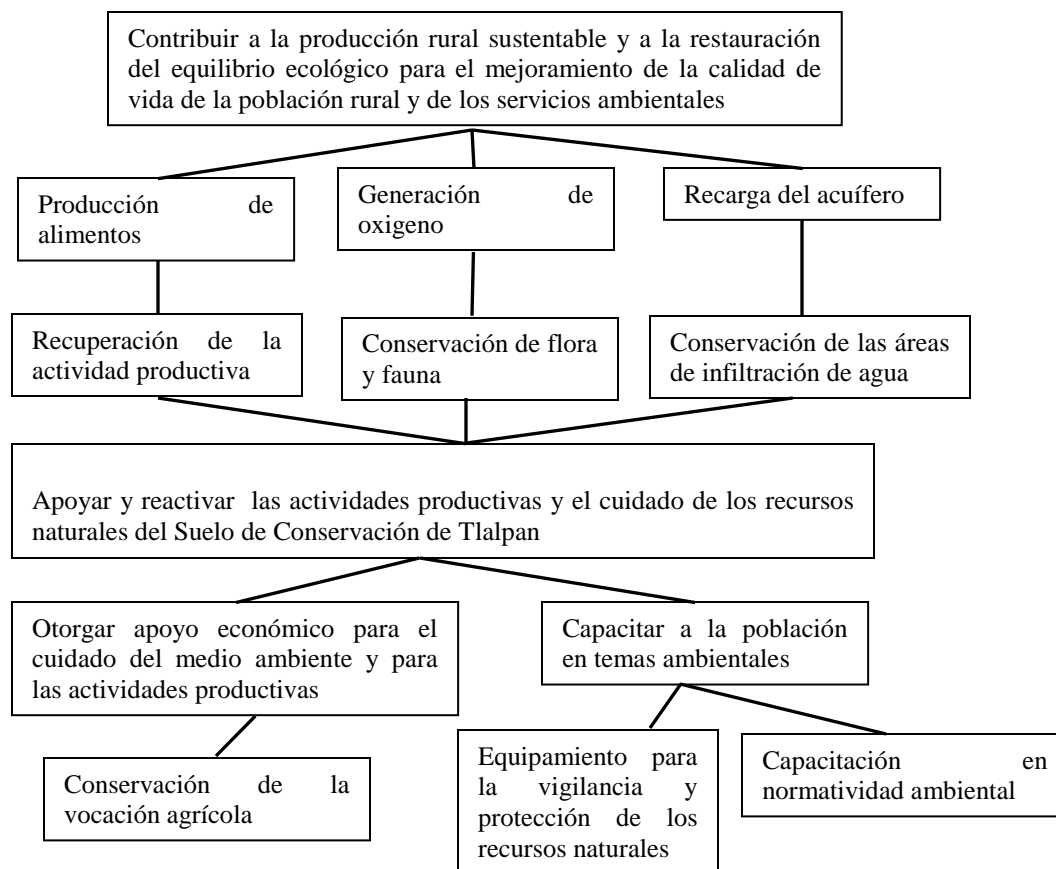 Contribuir a la producción rural sustentable y a la restauración
del equilibrio ecológico para el mejoramiento de la calidad de
vida de la población rural y de los servicios ambientales
Producción de
alimentos
Generación de
oxigeno
Recarga del acuífero
Recuperación de la
actividad productiva
Conservación de flora
y fauna
Conservación de las áreas
de infiltración de agua
Apoyar y reactivar las actividades productivas y el cuidado de los recursos
naturales del Suelo de Conservación de Tlalpan
Otorgar apoyo económico para el
cuidado del medio ambiente y para
las actividades productivas
Capacitar a la población
en temas ambientales
Conservación de la
vocación agrícola
Equipamiento para
la vigilancia y
protección de los
recursos naturales
Capacitación en
normatividad ambiental